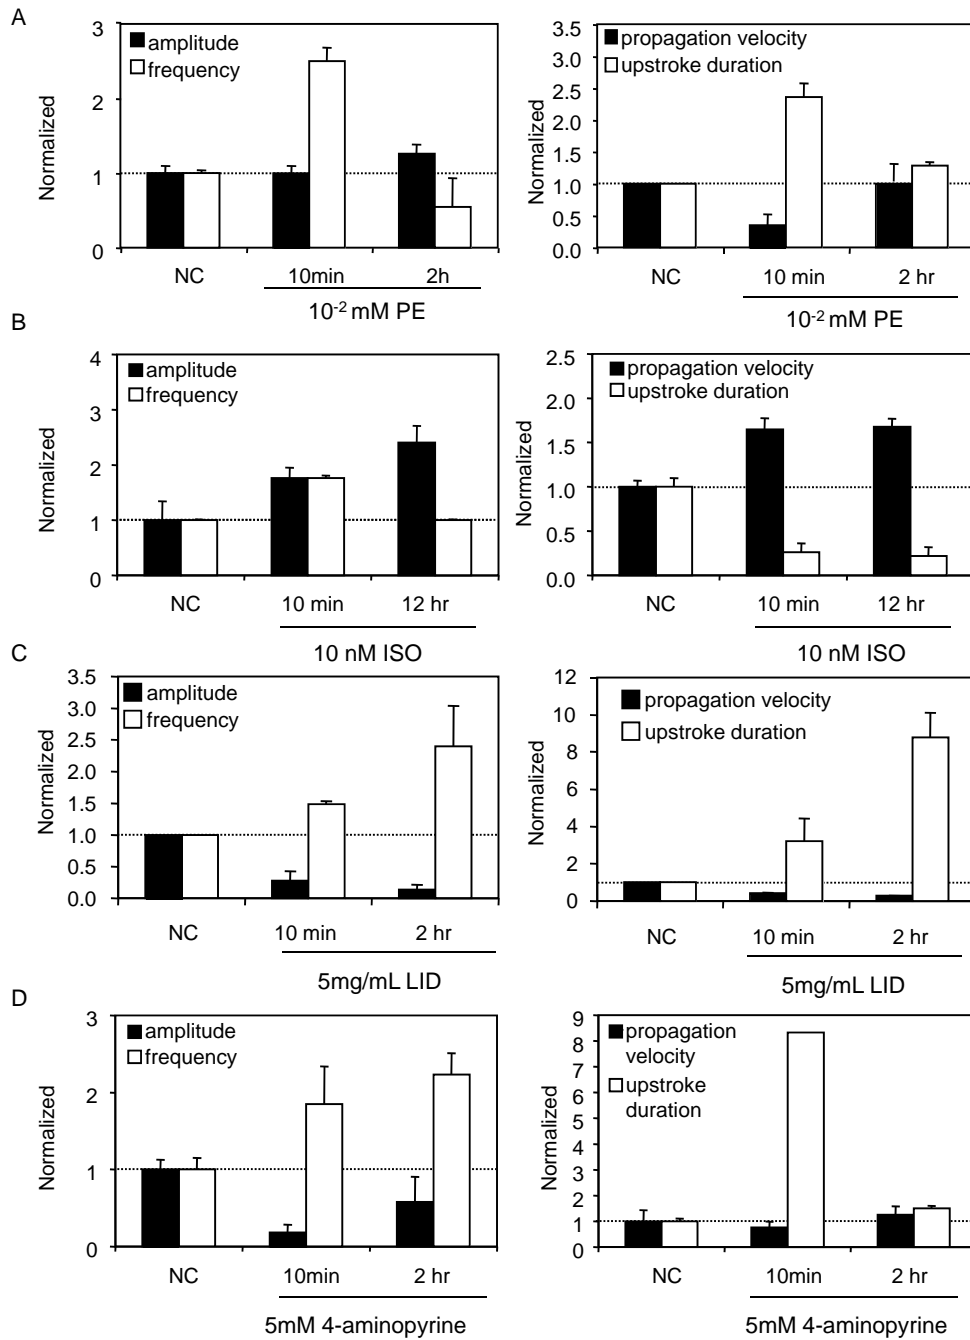 A
Normalized
3
2
1
0
amplitude
frequency
NC
10min
2h
10-2 mM PE
Normalized
3.5
3.0
2.5
2.0
1.5
1.0
0.5
0.0
propagation velocity
upstroke duration
NC
10 min
2 hr
10-2 mM PE
B
Normalized
4
3
2
1
0
amplitude
frequency
NC
10 min
12 hr
10 nM ISO
Normalized
2.5
2.0
1.5
1.0
0.5
0.0
propagation velocity
upstroke duration
NC
10 min
12 hr
10 nM ISO
C
Normalized
3.5
3.0
2.5
2.0
1.5
1.0
0.5
0.0
amplitude
frequency
NC
10 min
2 hr
5mg/mL LID
Normalized
12
10
8
6
4
2
0
propagation velocity
upstroke duration
NC
10 min
2 hr
5mg/mL LID
D
Normalized
3
2
1
0
amplitude
frequency
NC
10min
2 hr
5mM 4-aminopyrine
Normalized
9
8
7
6
5
4
3
2
1
0
propagation
velocity
upstroke
duration
NC
10min
2 hr
5mM 4-aminopyrine